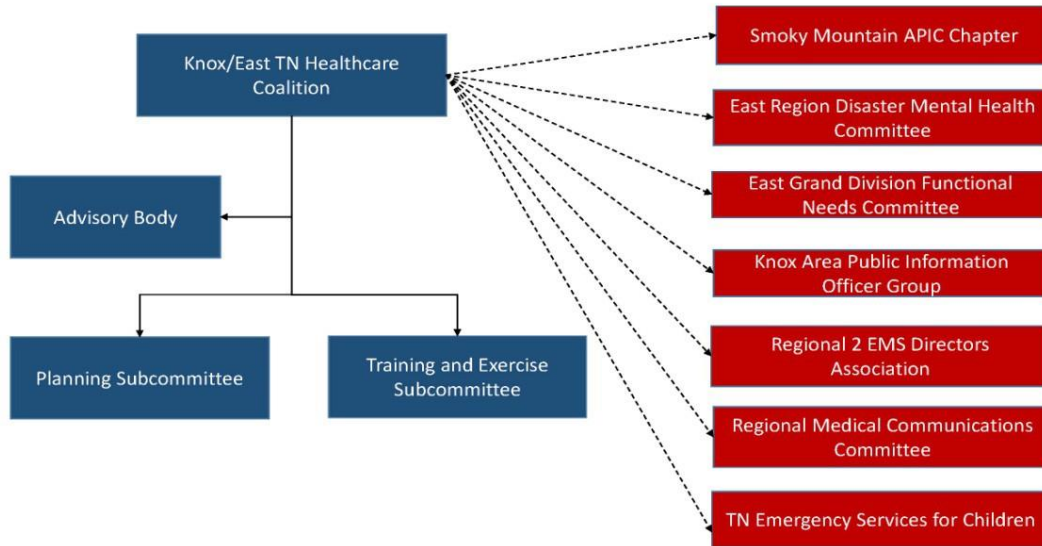 Knox/East TN Healthcare
Coalition
Advisory Body
Planning Subcommittee
Training and Exercise
Subcommittee
Smoky Mountain APIC Chapter
East Region Disaster Mental Health
Committee
East Grand Division Functional
Needs Committee
Knox Area Public Information
Officer Group
Regional 2 EMS Directors
Association
Regional Medical Communications
Committee
TN Emergency Services for Children